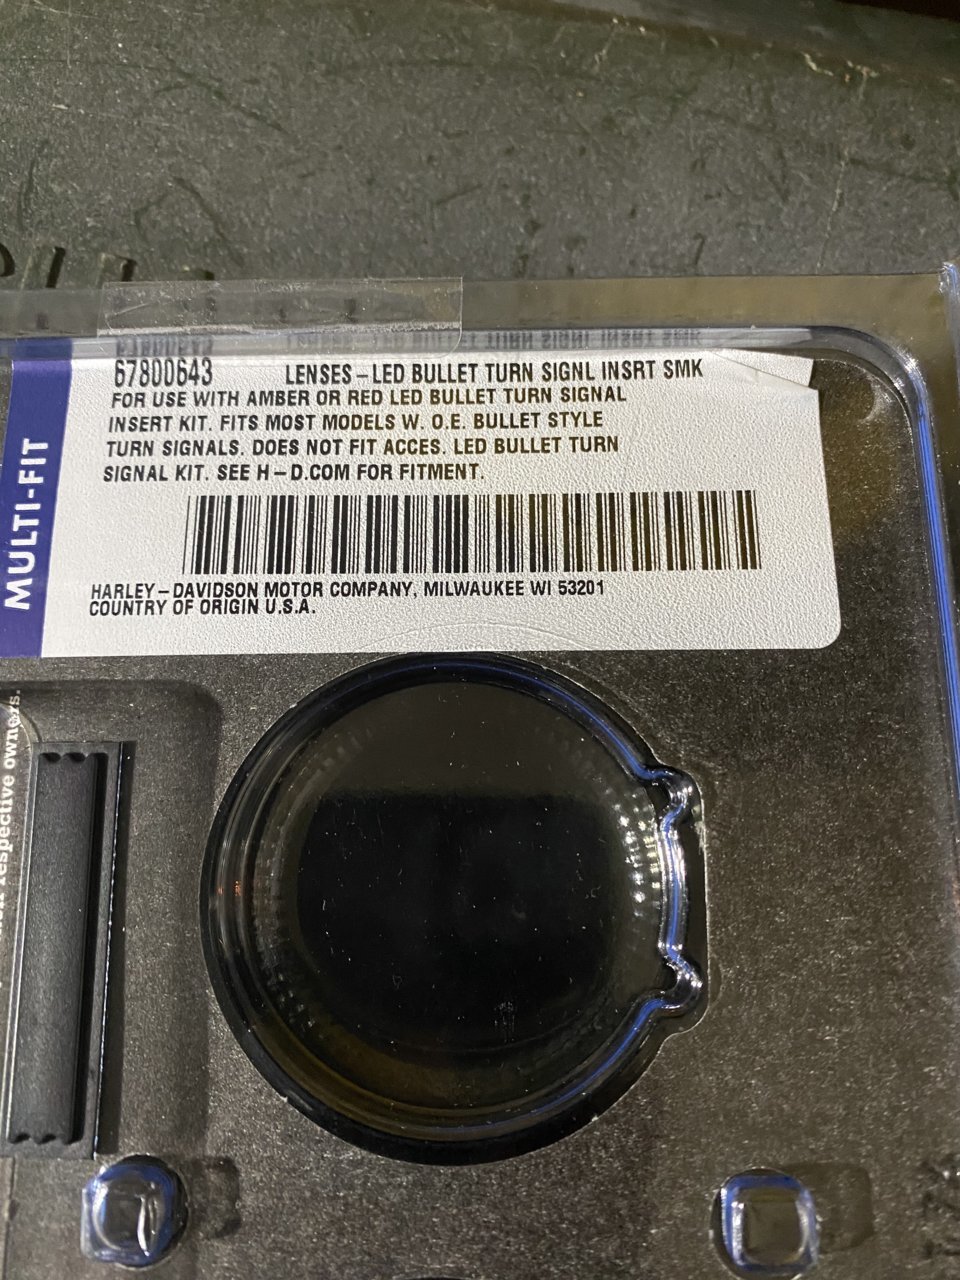 67800643 LENSES-LED BULLET TURN SIGNL INSRT SMK
FOR USE WITH AMBER OR RED LED BULLET TURN SIGNAL
INSERT KIT. FITS MOST MODELS W. O.E. BULLET STYLE
TURN SIGNALS. DOES NOT FIT ACCES. LED BULLET TURN
SIGNAL KIT. SEE H-D.COM FOR FITMENT.
HARLEY-DAVIDSON MOTOR COMPANY, MILWAUKEE WI 53201
COUNTRY OF ORIGIN U.S.A.
MULTI-FIT
respective owners.